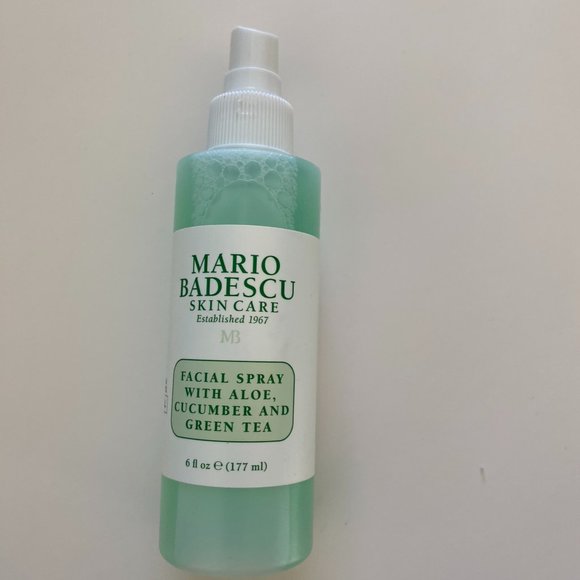 MARIO
BADESCU
SKIN CARE
Established 1967
MB
FACIAL SPRAY
WITH ALOE,
CUCUMBER AND
GREEN TEA
6 fl oz ℮ (177 ml)